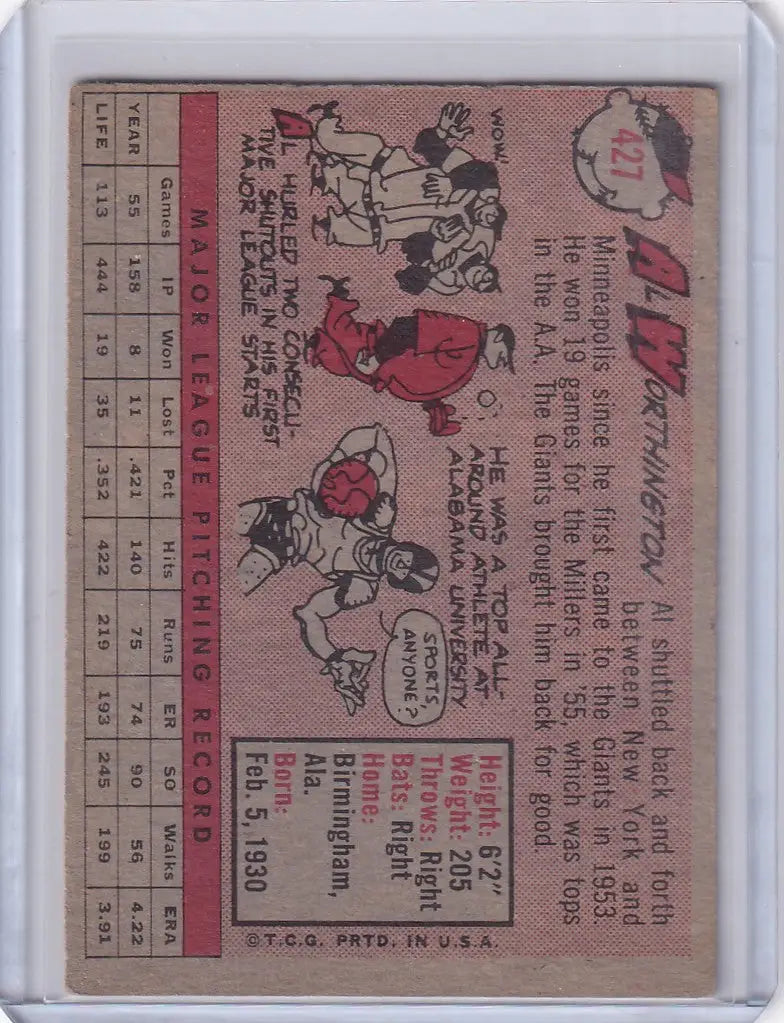 427
AL WORTHINGTON
Al shuttled back and forth
between New York and
Minneapolis since he first came to the Giants in 1953
He won 19 games for the Millers in '55, which was tops
in the A.A. The Giants brought him back for good
WOW!
AL HURLED TWO CONSECU-
TIVE SHUTOUTS IN HIS FIRST
MAJOR LEAGUE STARTS
HE WAS A TOP ALL-
AROUND ATHLETE AT
ALABAMA UNIVERSITY
SPORTS,
ANYONE?
Height: 6'2"
Weight: 205
Throws: Right
Bats: Right
Home:
Birmingham,
Ala.
Born:
Feb. 5, 1930
©T.C.G. PRTD. IN U.S.A.
MAJOR LEAGUE PITCHING RECORD
Games IP Won Lost Pct Hits Runs ER SO Walks ERA
YEAR 55 158 8 11 .421 140 75 74 90 56 4.22
LIFE 113 444 19 35 .352 422 219 193 245 199 3.91